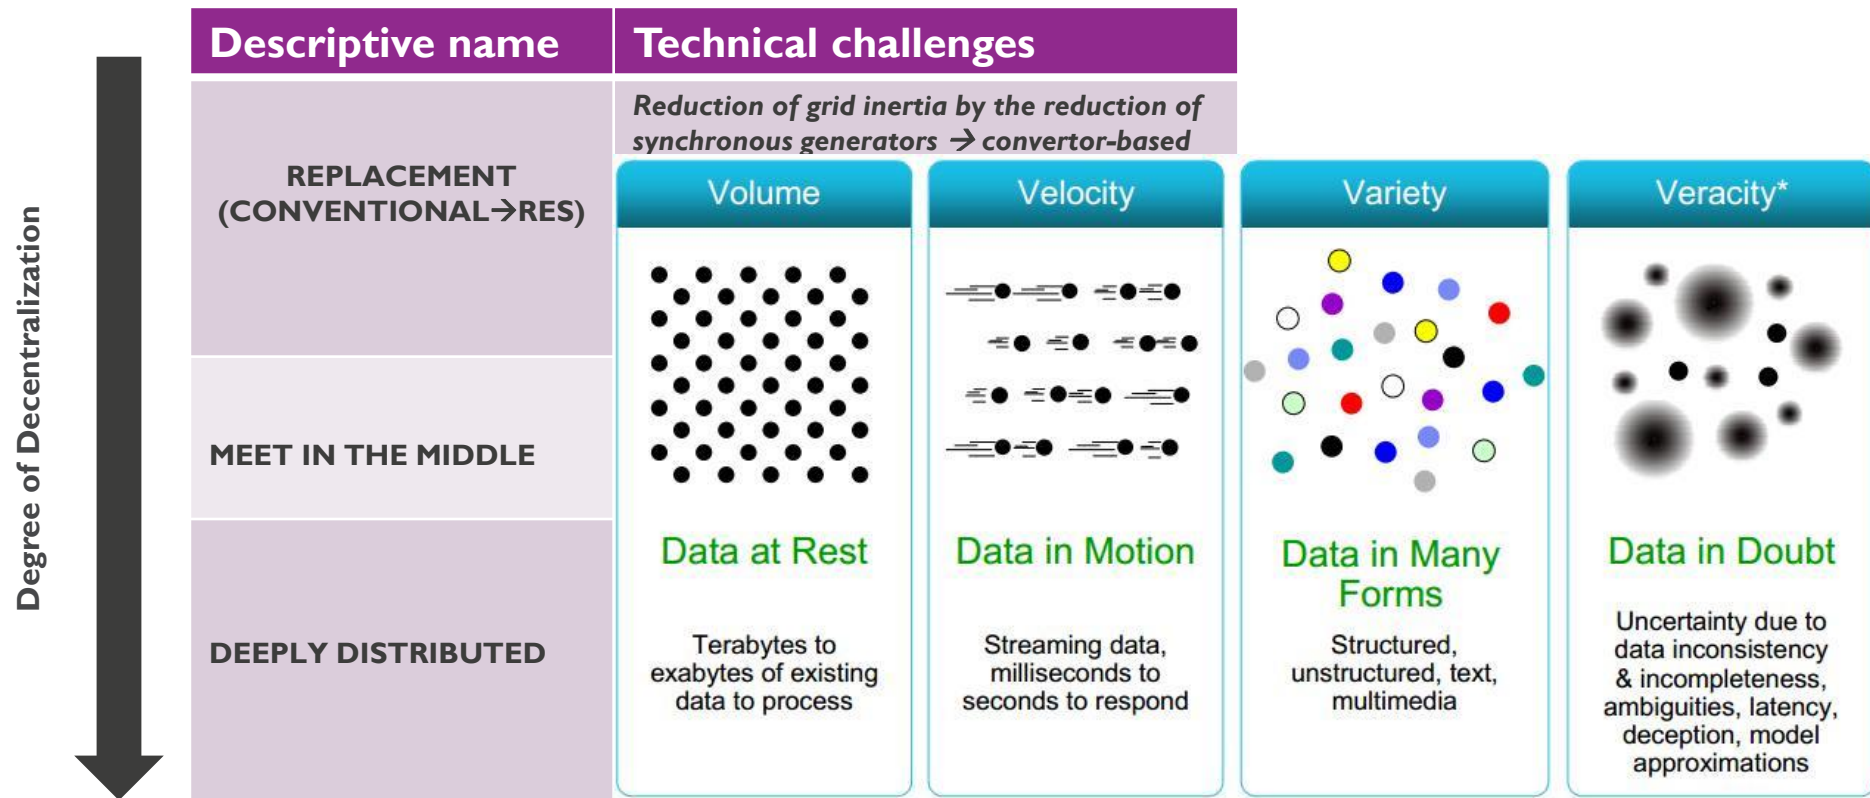 Descriptive name
Technical challenges
Degree of Decentralization
REPLACEMENT
(CONVENTIONAL→RES)
Reduction of grid inertia by the reduction of
synchronous generators → convertor-based
MEET IN THE MIDDLE
DEEPLY DISTRIBUTED
Volume
Data at Rest
Terabytes to
exabytes of existing
data to process
Velocity
Data in Motion
Streaming data,
milliseconds to
seconds to respond
Variety
Data in Many
Forms
Structured,
unstructured, text,
multimedia
Veracity*
Data in Doubt
Uncertainty due to
data inconsistency
& incompleteness,
ambiguities, latency,
deception, model
approximations